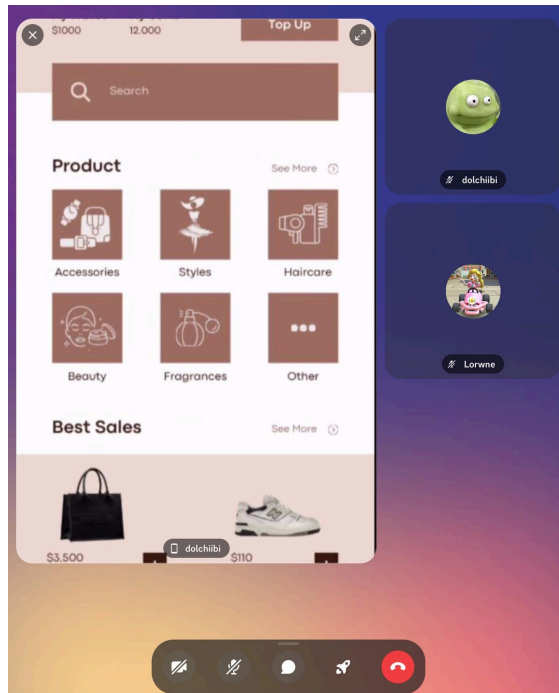 $1000 12.000 Top Up
Search
Product See More
Accessories Styles Haircare
Beauty Fragrances Other
Best Sales See More
dolchiibi
$3.500 $110
dolchiibi
Lorwne